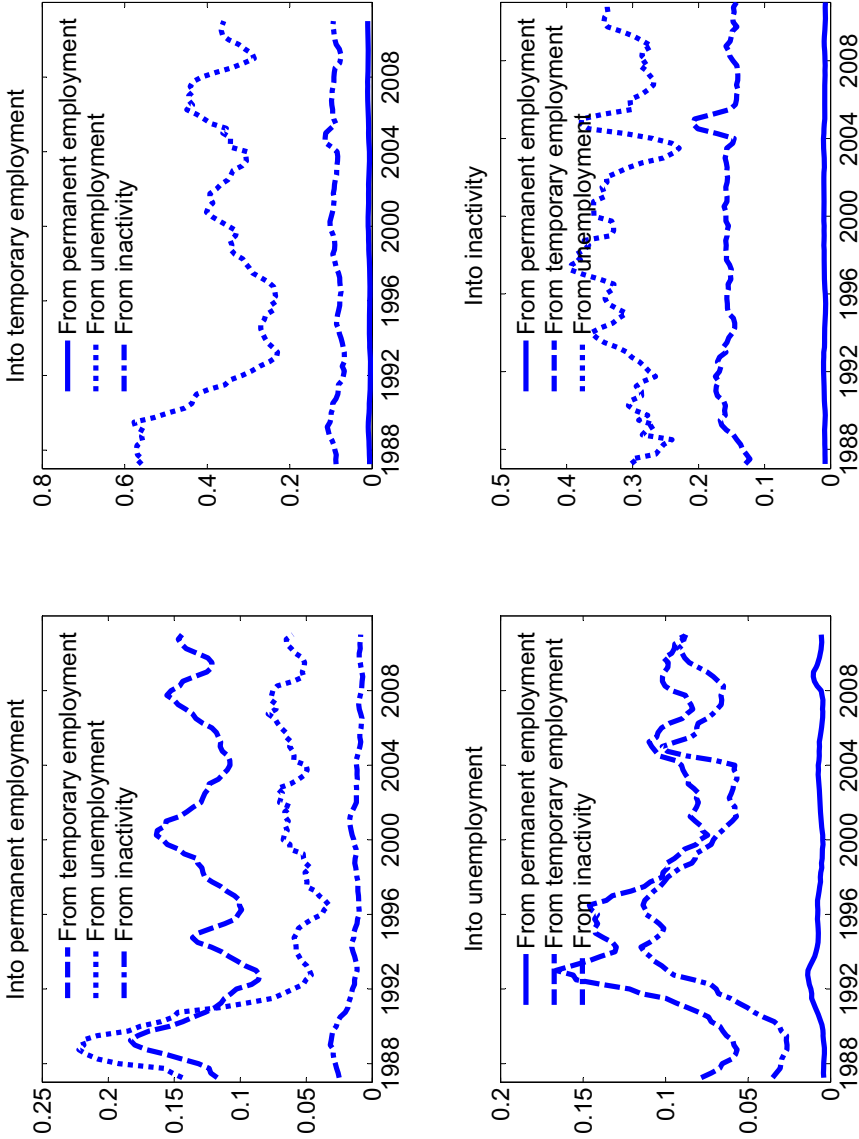 Into permanent employment
0.25
0.2
0.15
0.1
0.05
0
1988
1992
1996
2000
2004
2008
From temporary employment
From unemployment
From inactivity
Into temporary employment
0.8
0.6
0.4
0.2
0
1988
1992
1996
2000
2004
2008
From permanent employment
From unemployment
From inactivity
Into unemployment
0.2
0.15
0.1
0.05
0
1988
1992
1996
2000
2004
2008
From permanent employment
From temporary employment
From inactivity
Into inactivity
0.5
0.4
0.3
0.2
0.1
0
1988
1992
1996
2000
2004
2008
From permanent employment
From temporary employment
From unemployment